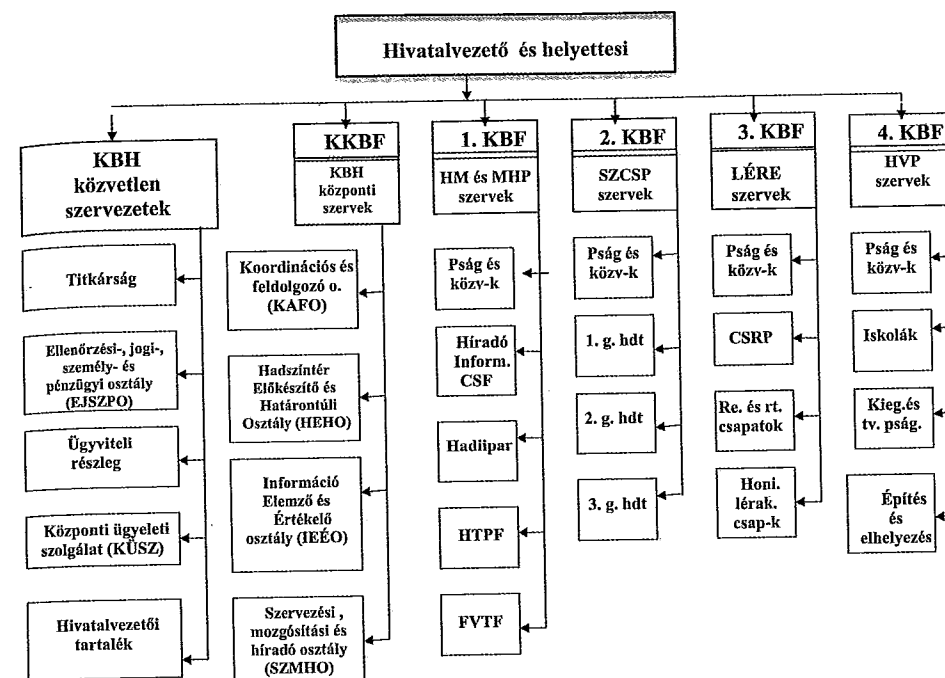 Hivatalvezető és helyettesi
KBH
közvetlen
szervezetek
Titkárság
Ellenőrzési-, jogi-,
személy- és
pénzügyi osztály
(EJSZPO)
Ügyviteli
részleg
Központi ügyeleti
szolgálat (KÜSZ)
Hivatalvezetői
tartalék
KKBF
KBH
központi
szervek
Koordinációs és
feldolgozó o.
(KAFO)
Hadszíntér
Előkészítő és
Határontúli
Osztály (HEHO)
Információ
Elemző és
Értékelő
osztály (IEÉO)
Szervezési ,
mozgósítási és
híradó osztály
(SZMHO)
1. KBF
HM és MHP
szervek
Pság és
közv-k
Híradó
Inform.
CSF
Hadiipar
HTPF
FVTF
2. KBF
SZCSP
szervek
Pság és
közv-k
1. g. hdt
2. g. hdt
3. g. hdt
3. KBF
LÉRE
szervek
Pság és
közv-k
CSRP
Re. és rt.
csapatok
Honi.
lérak.
csap-k
4. KBF
HVP
szervek
Pság és
közv-k
Iskolák
Kieg.és
tv. pság.
Építés
és
elhelyezés